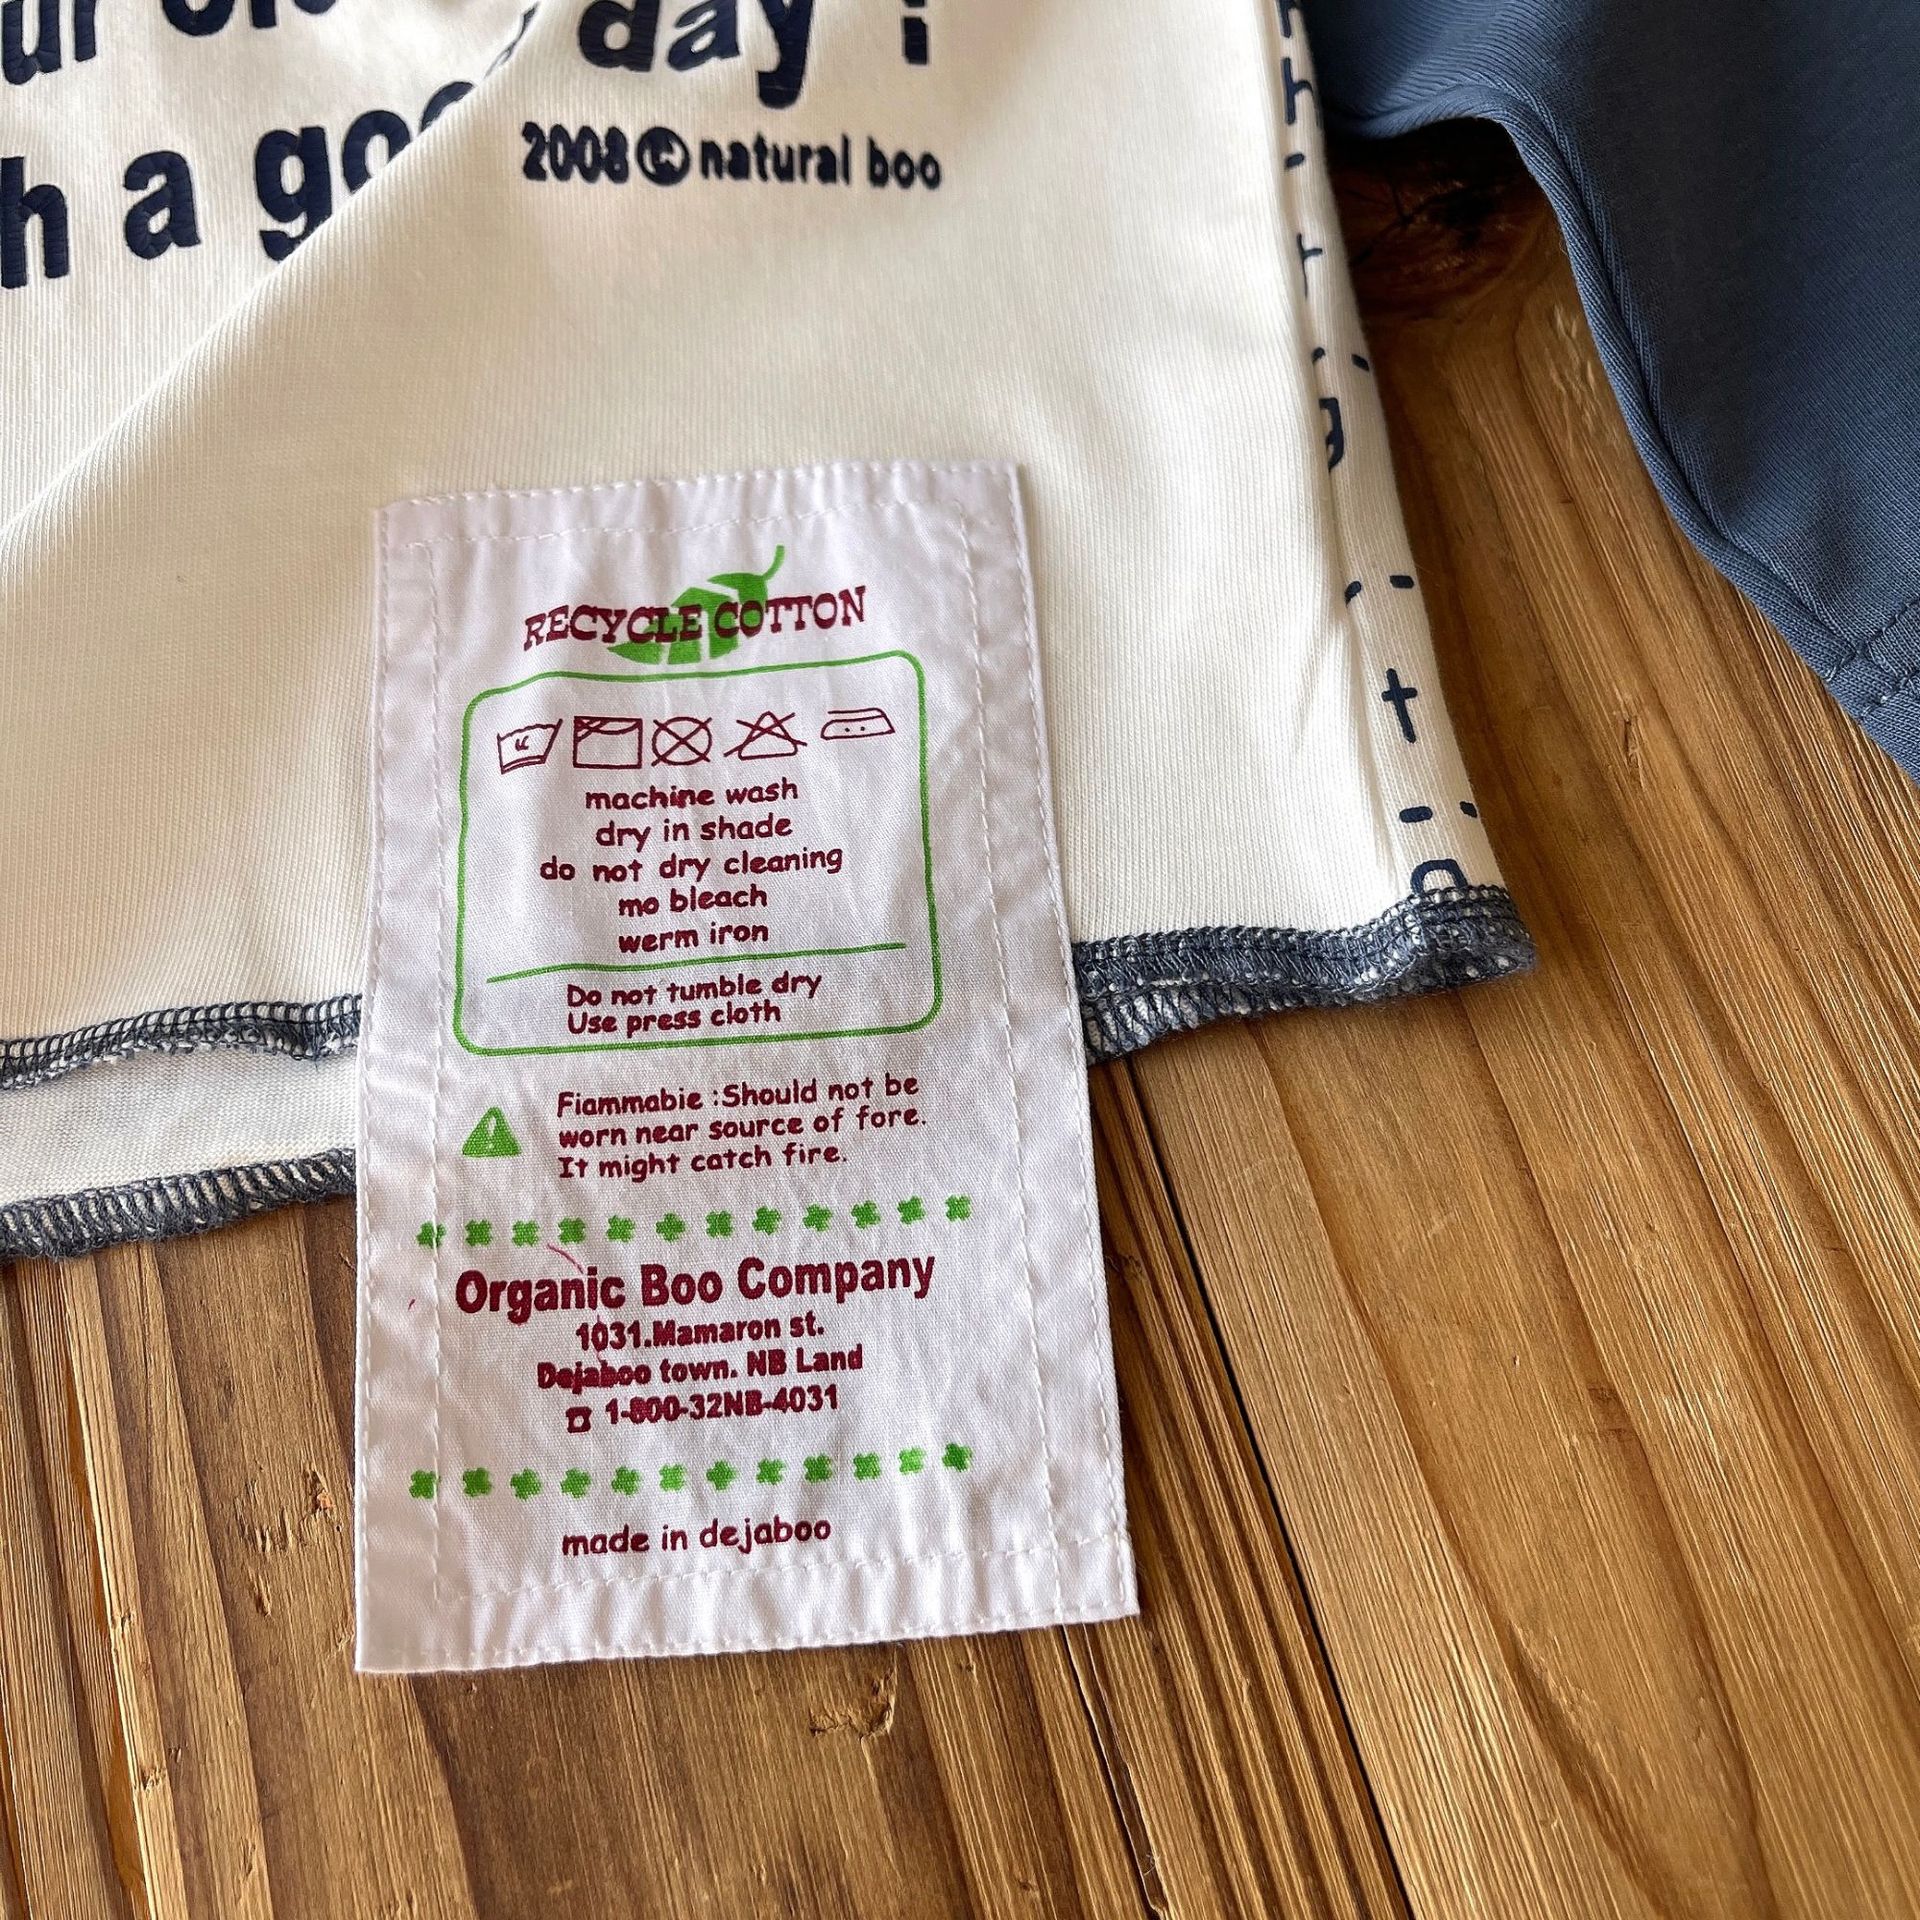 day !
h a
2008 natural boo
RECYCLE COTTON
machine wash
dry in shade
do not dry cleaning
mo bleach
werm iron
Do not tumble dry
Use press cloth
Fiammabie :Should not be
worn near source of fore.
It might catch fire.
Organic Boo Company
1031.Mamaron st.
Dejaboo town. NB Land
☎ 1-800-32NB-4031
made in dejaboo